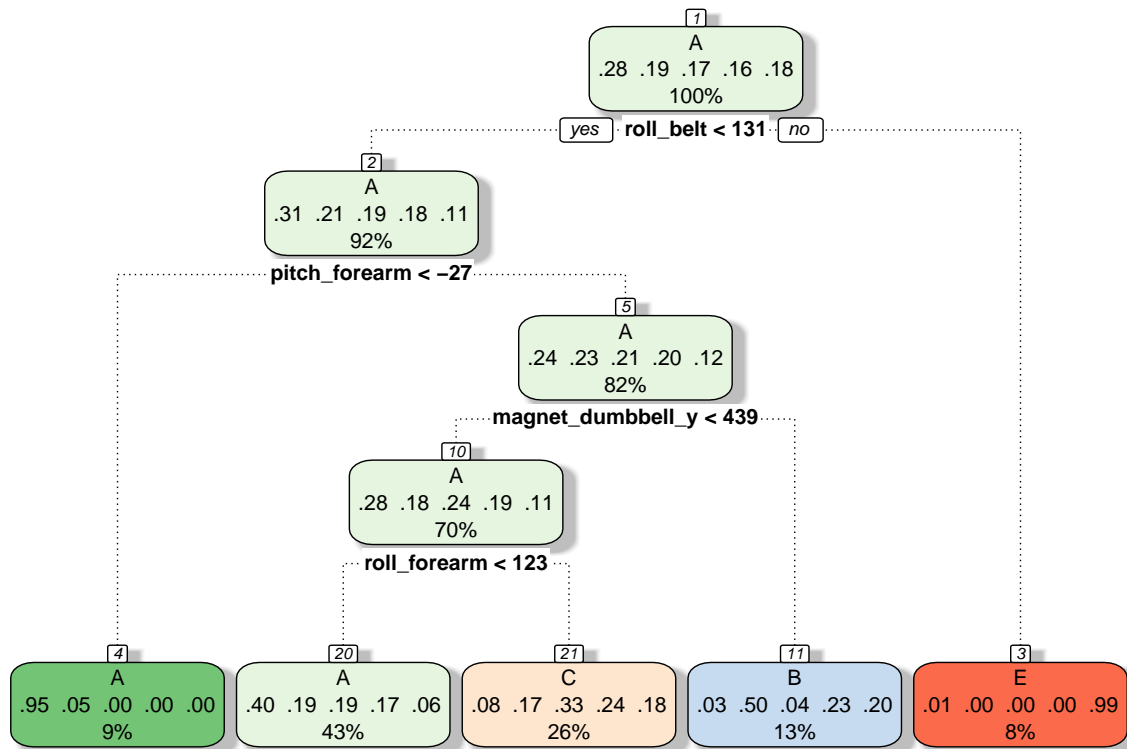 1
A
.28 .19 .17 .16 .18
100%
yes roll_belt < 131 no
2
A
.31 .21 .19 .18 .11
92%
pitch_forearm < −27
5
A
.24 .23 .21 .20 .12
82%
magnet_dumbbell_y < 439
10
A
.28 .18 .24 .19 .11
70%
roll_forearm < 123
4
A
.95 .05 .00 .00 .00
9%
20
A
.40 .19 .19 .17 .06
43%
21
C
.08 .17 .33 .24 .18
26%
11
B
.03 .50 .04 .23 .20
13%
3
E
.01 .00 .00 .00 .99
8%